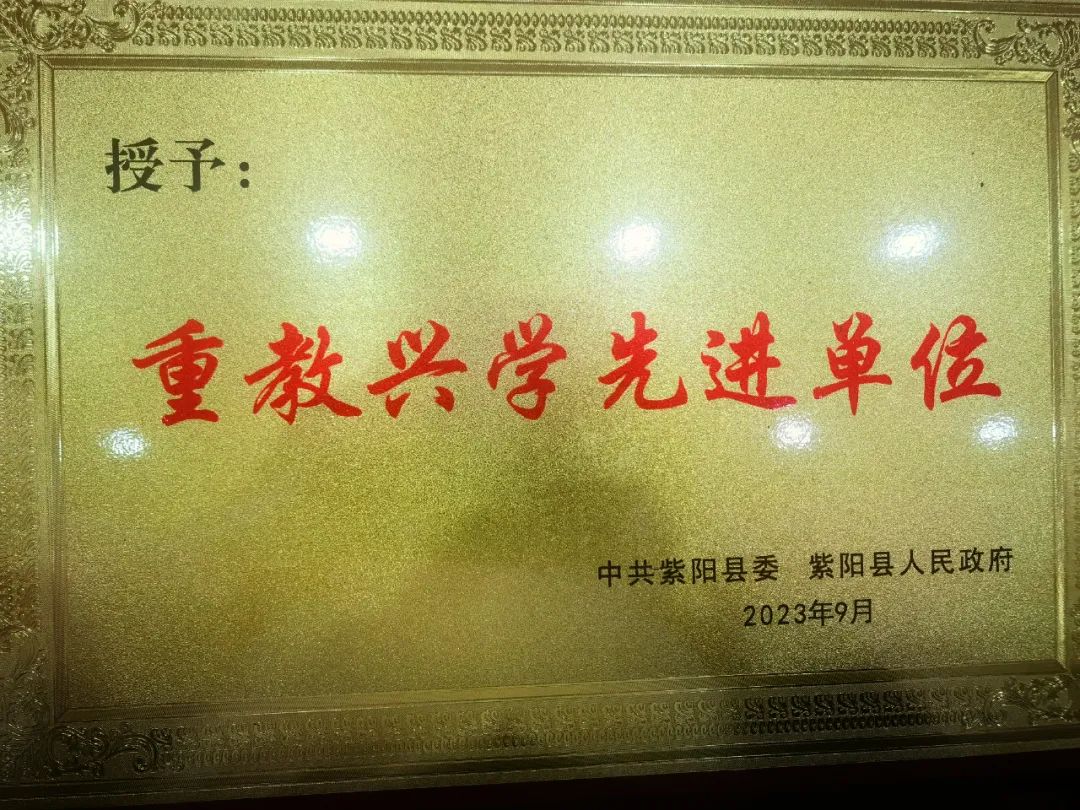 授予：
重教兴学先进单位
中共紫阳县委 紫阳县人民政府
2023年9月